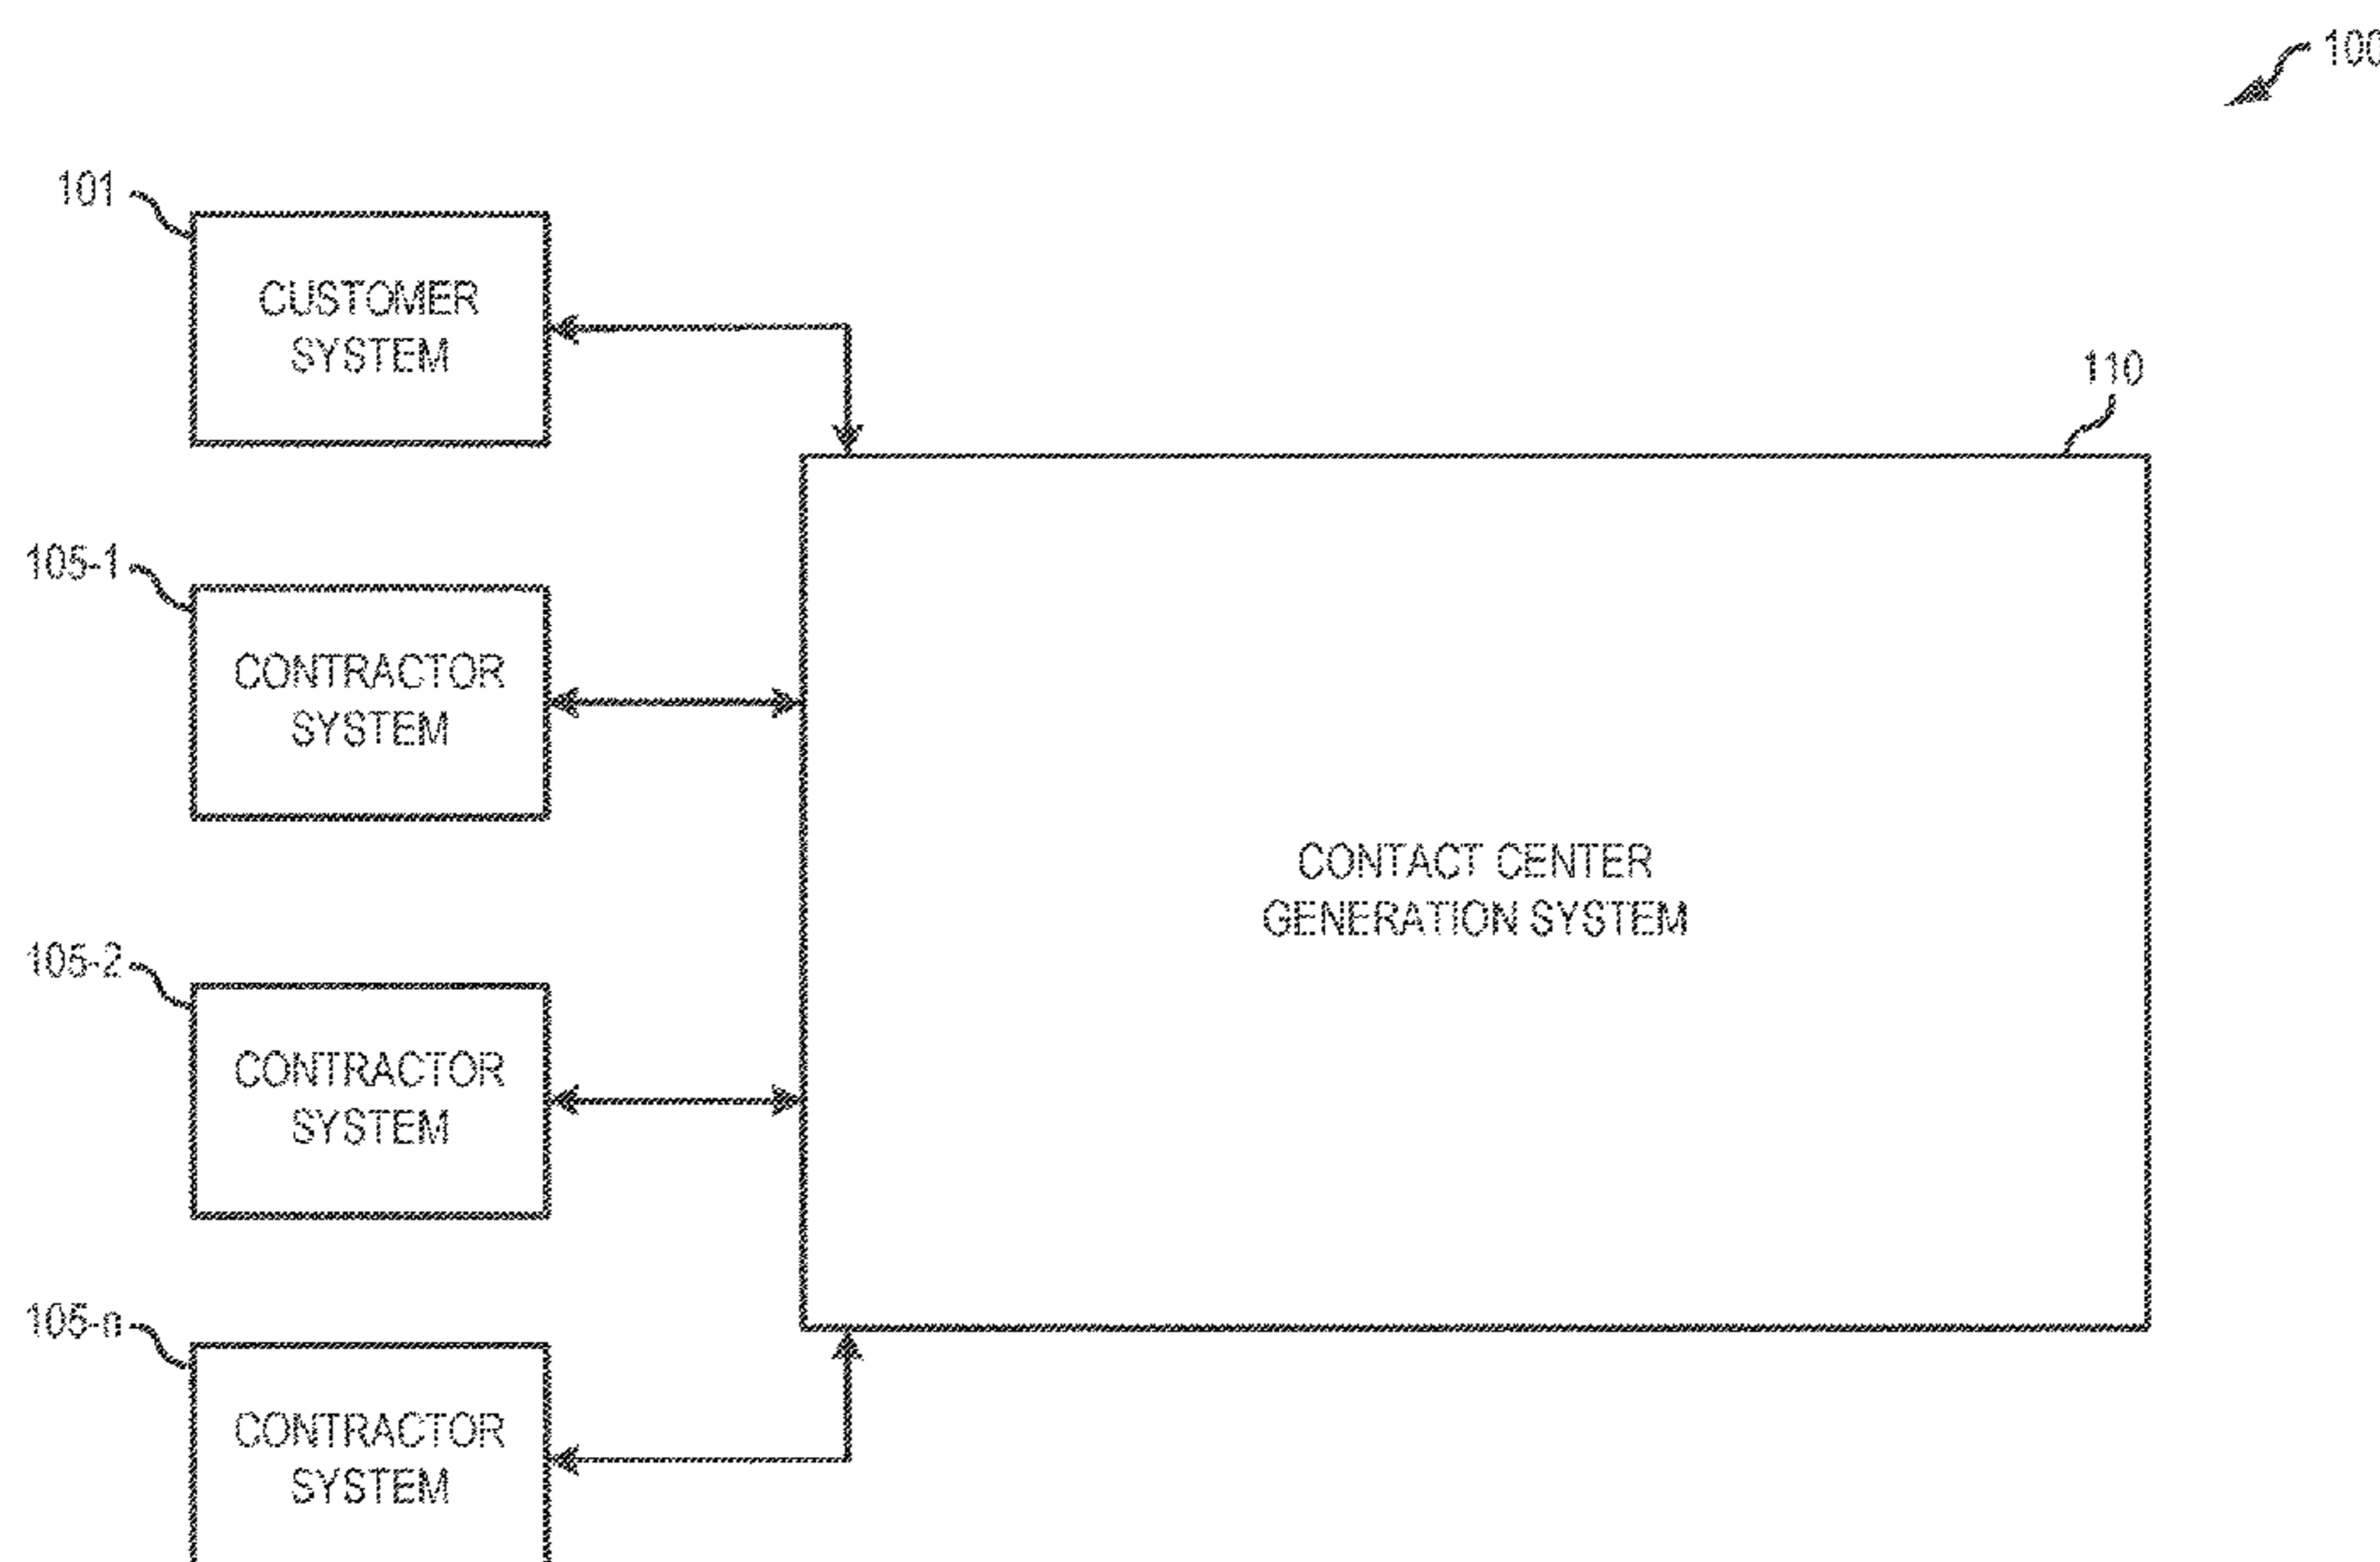 100
101
CUSTOMER
SYSTEM
110
105-1
CONTRACTOR
SYSTEM
CONTACT CENTER
GENERATION SYSTEM
105-2
CONTRACTOR
SYSTEM
105-n
CONTRACTOR
SYSTEM